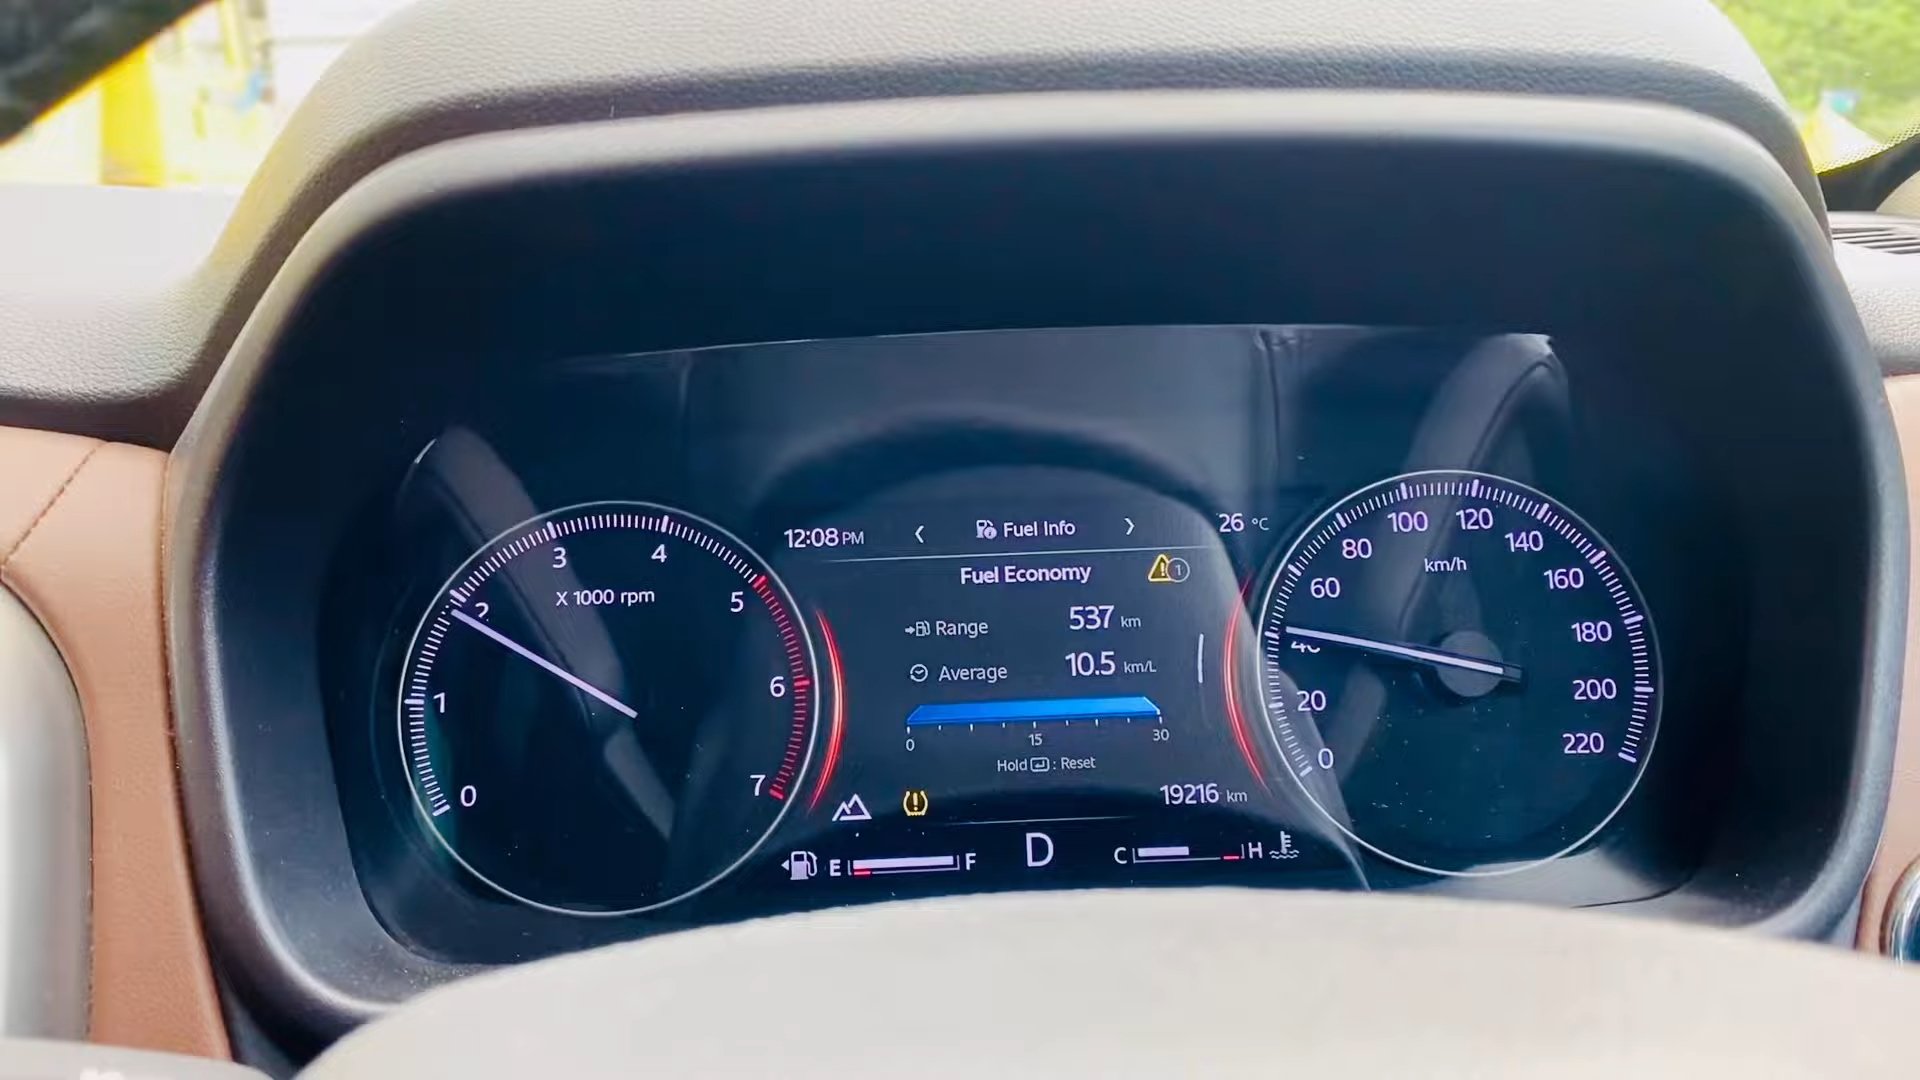 12:08 PM
Fuel Info
26 °C
Fuel Economy
1
Range 537 km
Average 10.5 km/L
0 15 30
Hold : Reset
19216 km
E F
D
C H
X 1000 rpm
0
1
2
3
4
5
6
7
km/h
0
20
40
60
80
100
120
140
160
180
200
220